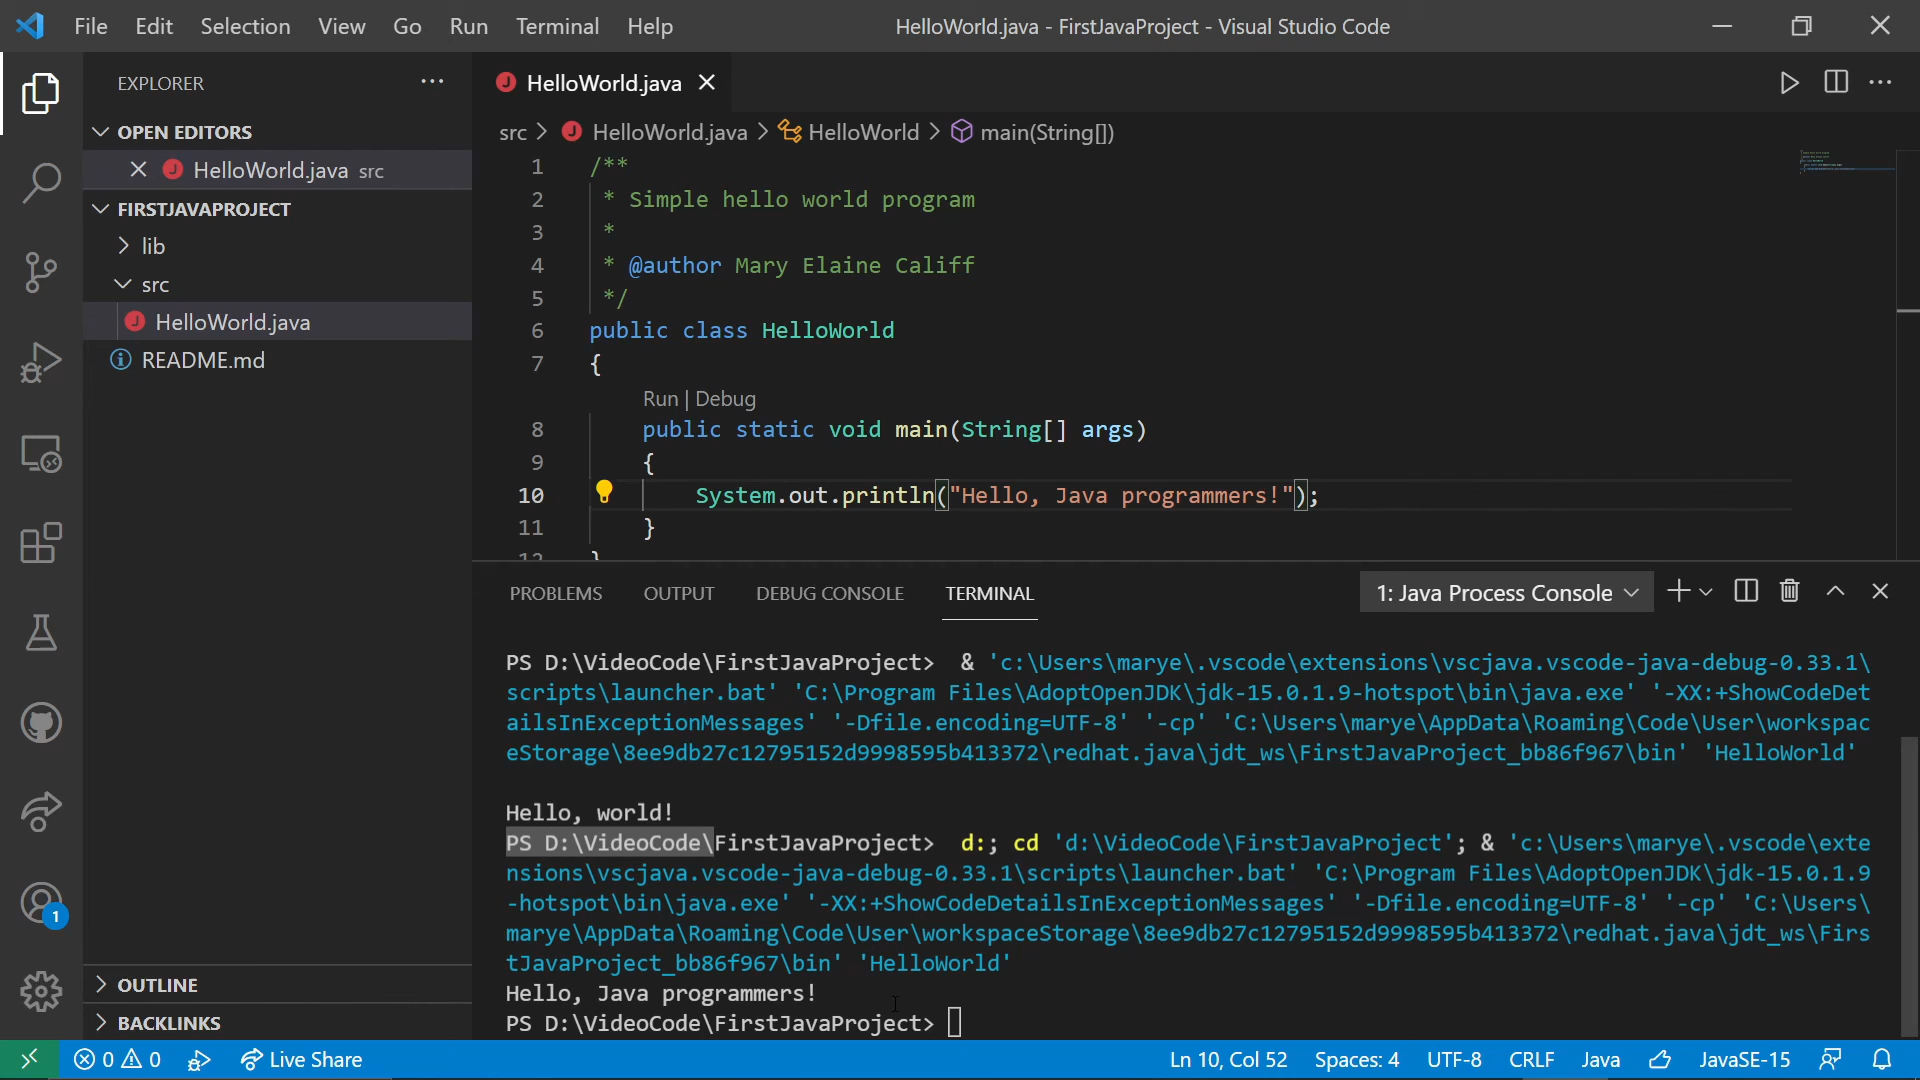 File Edit Selection View Go Run Terminal Help
HelloWorld.java - FirstJavaProject - Visual Studio Code
EXPLORER
OPEN EDITORS
HelloWorld.java src
FIRSTJAVAPROJECT
lib
src
HelloWorld.java
README.md
OUTLINE
BACKLINKS
1
HelloWorld.java
src > HelloWorld.java > HelloWorld > main(String[])
1 /**
2 * Simple hello world program
3 *
4 * @author Mary Elaine Califf
5 */
6 public class HelloWorld
7 {
Run | Debug
8 public static void main(String[] args)
9 {
10 System.out.println("Hello, Java programmers!");
11 }
12 }
PROBLEMS OUTPUT DEBUG CONSOLE TERMINAL
1: Java Process Console
PS D:\VideoCode\FirstJavaProject> & 'c:\Users\marye\.vscode\extensions\vscjava.vscode-java-debug-0.33.1\
scripts\launcher.bat' 'C:\Program Files\AdoptOpenJDK\jdk-15.0.1.9-hotspot\bin\java.exe' '-XX:+ShowCodeDet
ailsInExceptionMessages' '-Dfile.encoding=UTF-8' '-cp' 'C:\Users\marye\AppData\Roaming\Code\User\workspac
eStorage\8ee9db27c12795152d9998595b413372\redhat.java\jdt_ws\FirstJavaProject_bb86f967\bin' 'HelloWorld'
Hello, world!
PS D:\VideoCode\FirstJavaProject> d:; cd 'd:\VideoCode\FirstJavaProject'; & 'c:\Users\marye\.vscode\exte
nsions\vscjava.vscode-java-debug-0.33.1\scripts\launcher.bat' 'C:\Program Files\AdoptOpenJDK\jdk-15.0.1.9
-hotspot\bin\java.exe' '-XX:+ShowCodeDetailsInExceptionMessages' '-Dfile.encoding=UTF-8' '-cp' 'C:\Users\
marye\AppData\Roaming\Code\User\workspaceStorage\8ee9db27c12795152d9998595b413372\redhat.java\jdt_ws\Firs
tJavaProject_bb86f967\bin' 'HelloWorld'
Hello, Java programmers!
PS D:\VideoCode\FirstJavaProject>
0 0 Live Share Ln 10, Col 52 Spaces: 4 UTF-8 CRLF Java JavaSE-15